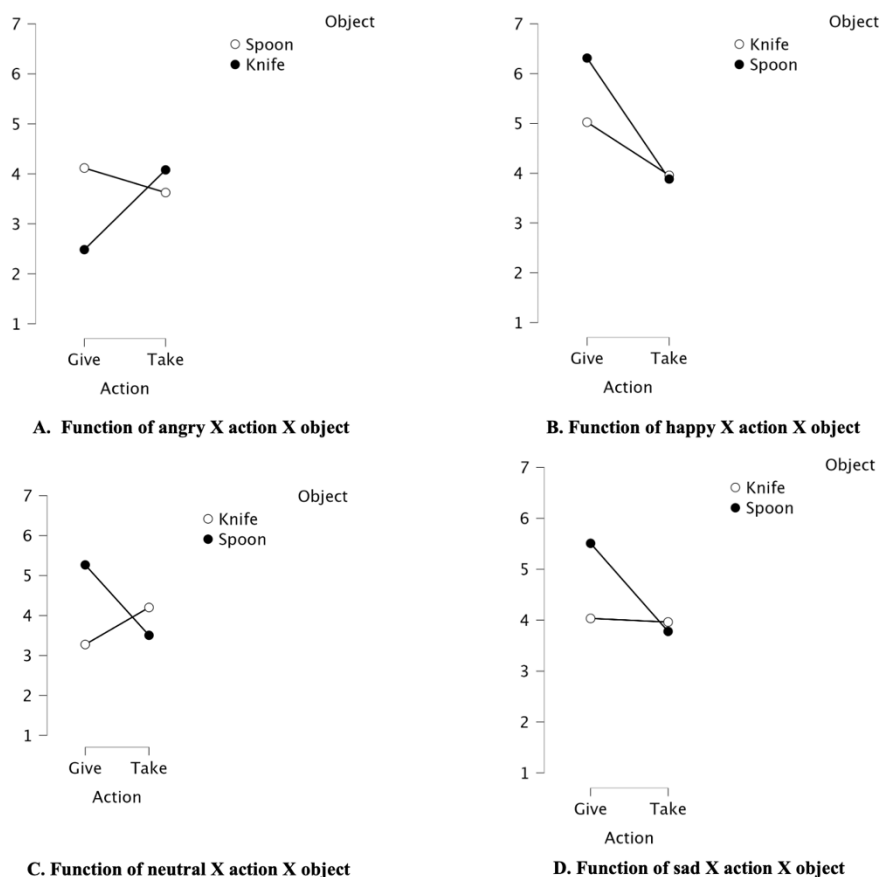 Object
○ Spoon
● Knife
7
6
5
4
3
2
1
Give Take
Action
A. Function of angry X action X object
Object
○ Knife
● Spoon
7
6
5
4
3
2
1
Give Take
Action
B. Function of happy X action X object
Object
○ Knife
● Spoon
7
6
5
4
3
2
1
Give Take
Action
C. Function of neutral X action X object
Object
○ Knife
● Spoon
7
6
5
4
3
2
1
Give Take
Action
D. Function of sad X action X object